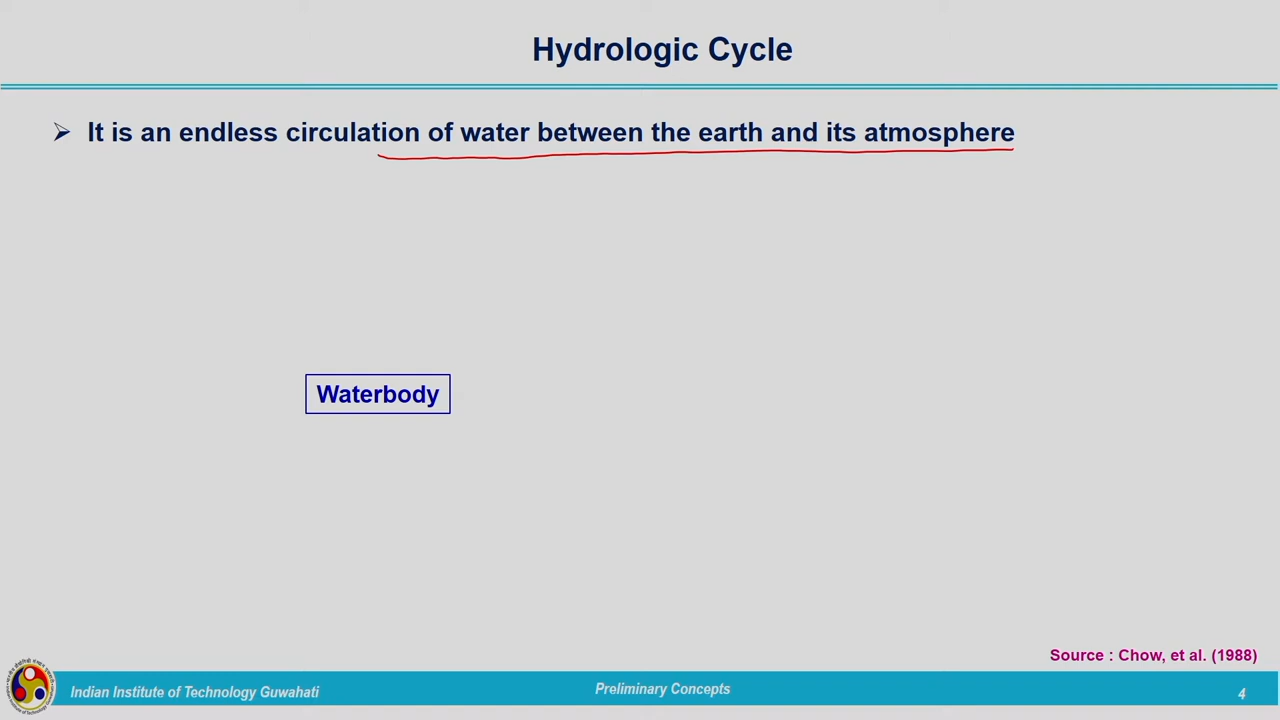 Hydrologic Cycle
➢ It is an endless circulation of water between the earth and its atmosphere
Waterbody
Source : Chow, et al. (1988)
Indian Institute of Technology Guwahati
Preliminary Concepts
4